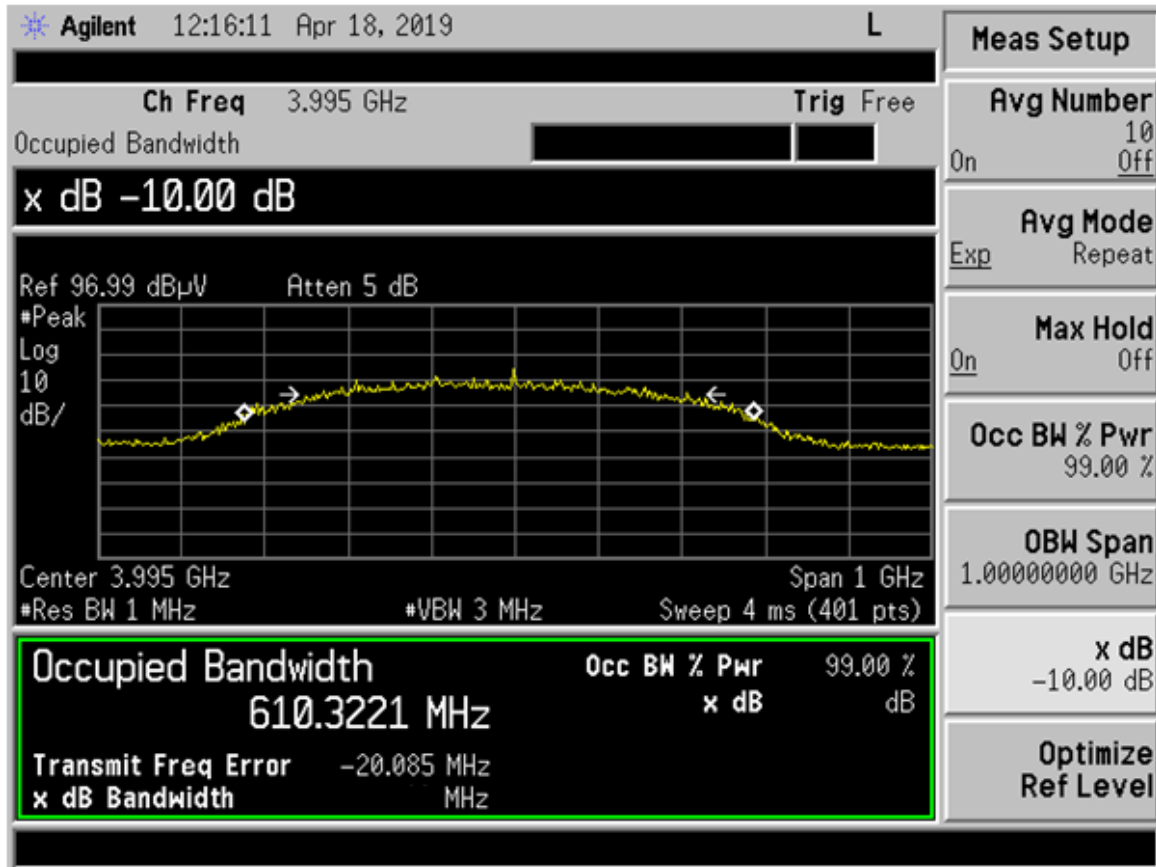 Agilent 12:16:11 Apr 18, 2019 L
Ch Freq 3.995 GHz Trig Free
Occupied Bandwidth
x dB -10.00 dB
Ref 96.99 dBµV Atten 5 dB
#Peak
Log
10
dB/
Center 3.995 GHz Span 1 GHz
#Res BW 1 MHz #VBW 3 MHz Sweep 4 ms (401 pts)
Occupied Bandwidth Occ BW % Pwr 99.00 %
610.3221 MHz x dB dB
Transmit Freq Error -20.085 MHz
x dB Bandwidth MHz
Meas Setup
Avg Number
10
On Off
Avg Mode
Exp Repeat
Max Hold
On Off
Occ BW % Pwr
99.00 %
OBW Span
1.00000000 GHz
x dB
-10.00 dB
Optimize
Ref Level